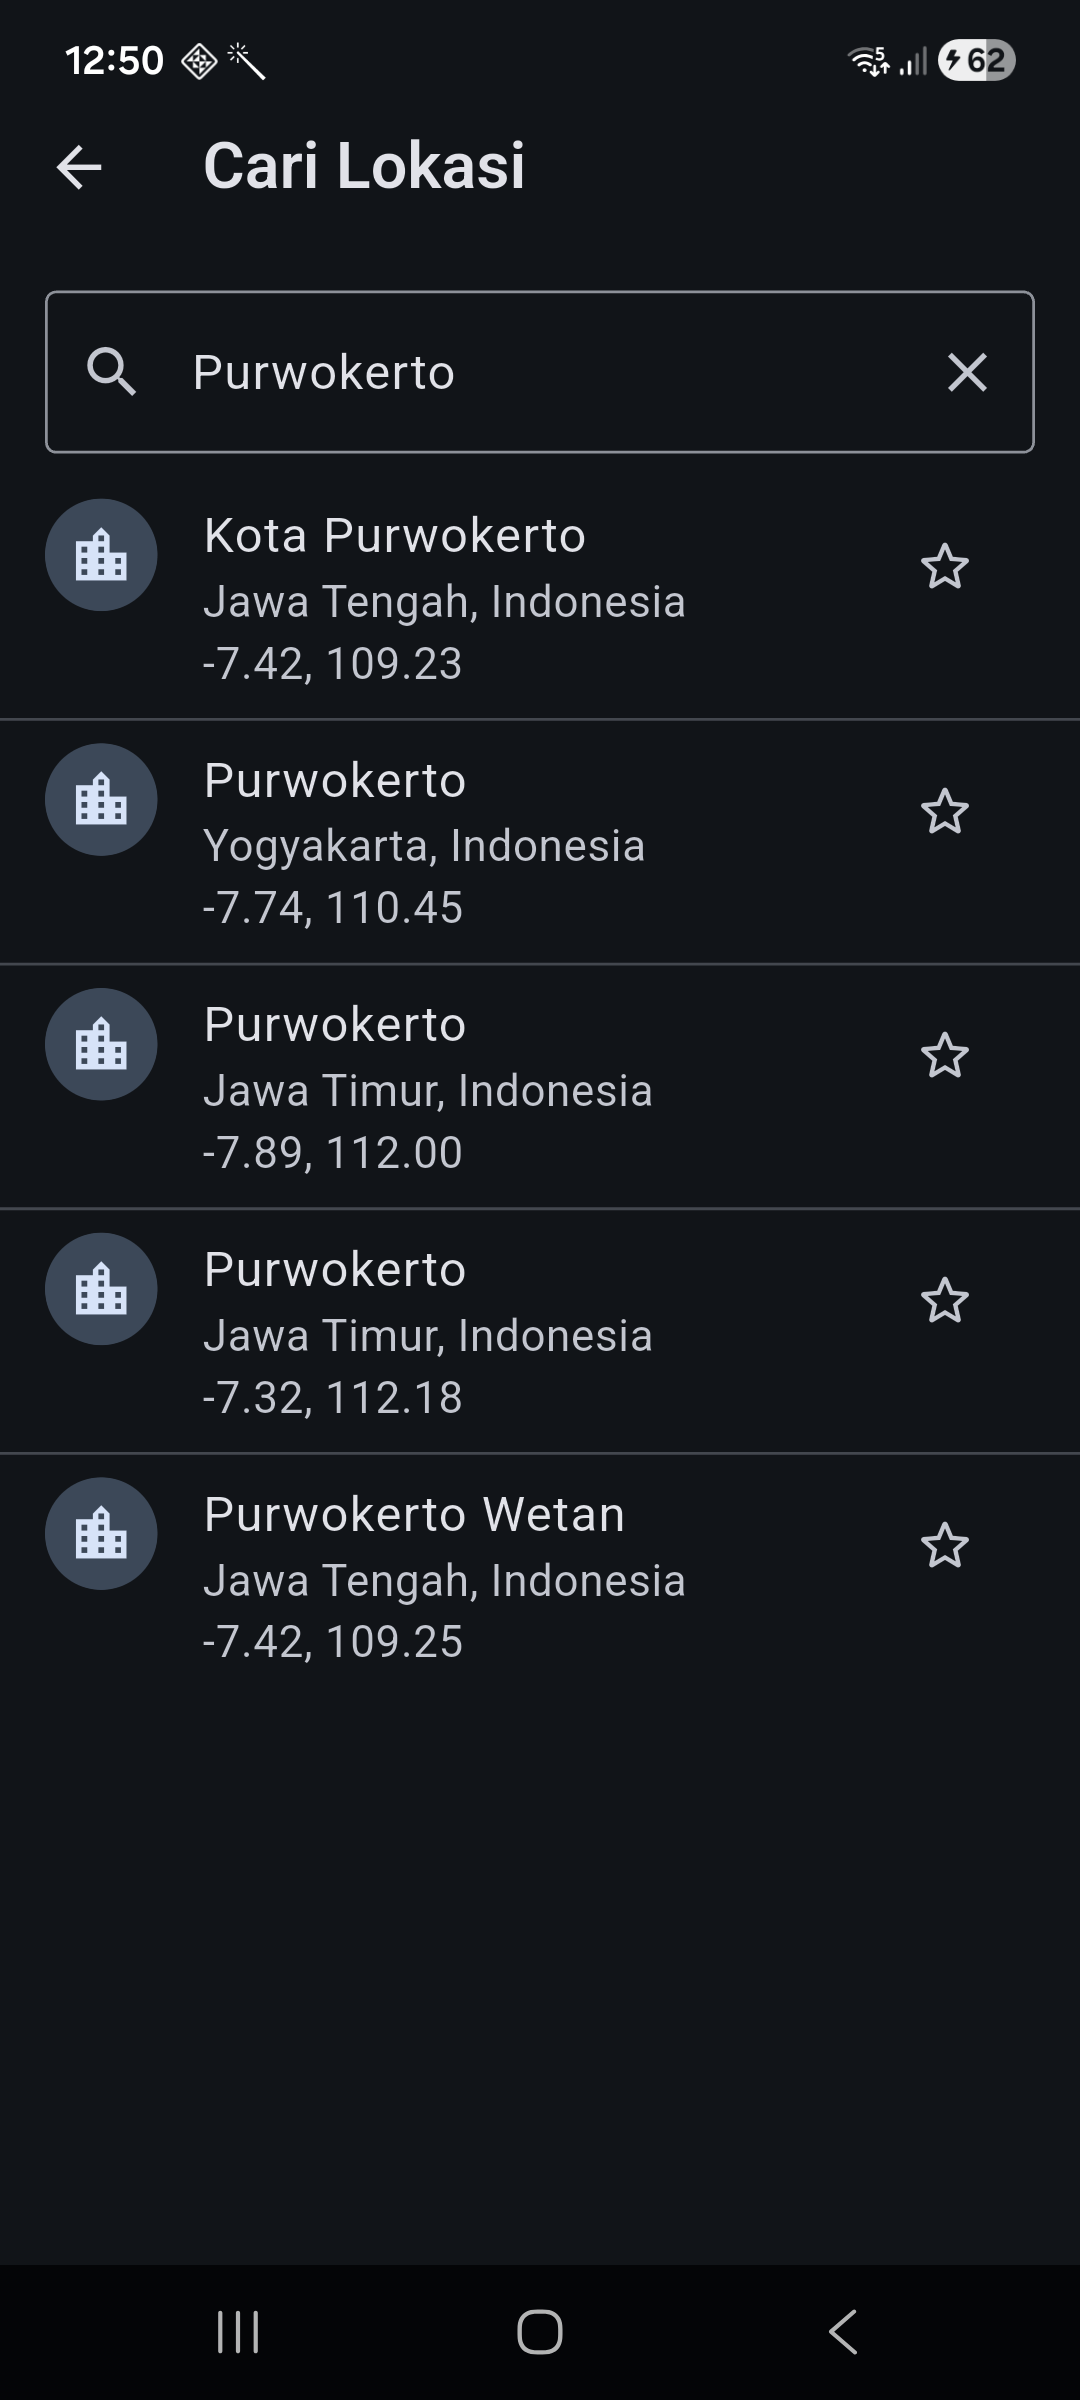 12:50
5
62
Cari Lokasi
Purwokerto
Kota Purwokerto
Jawa Tengah, Indonesia
-7.42, 109.23
Purwokerto
Yogyakarta, Indonesia
-7.74, 110.45
Purwokerto
Jawa Timur, Indonesia
-7.89, 112.00
Purwokerto
Jawa Timur, Indonesia
-7.32, 112.18
Purwokerto Wetan
Jawa Tengah, Indonesia
-7.42, 109.25